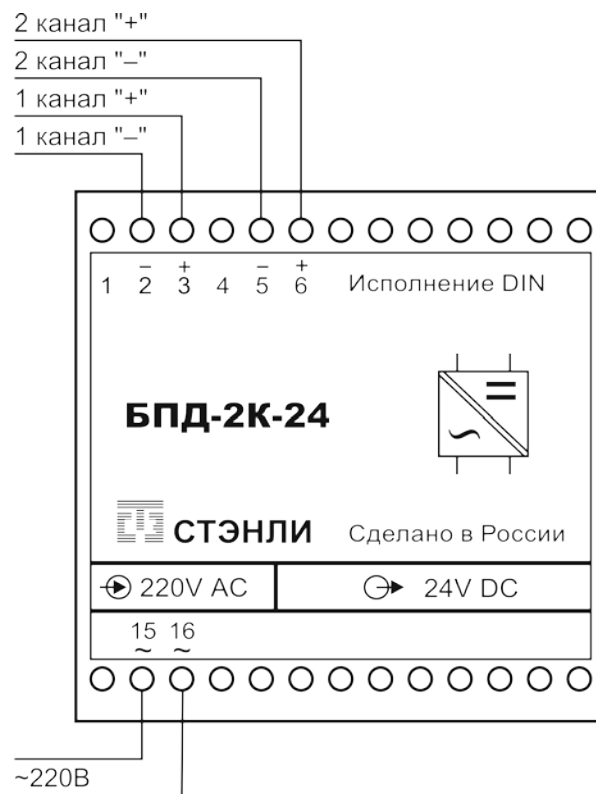 2 канал "+"
2 канал "–"
1 канал "+"
1 канал "–"
– + – +
1 2 3 4 5 6 Исполнение DIN
БПД-2К-24
СТЭНЛИ Сделано в России
220V AC 24V DC
15 16
~ ~
~220В